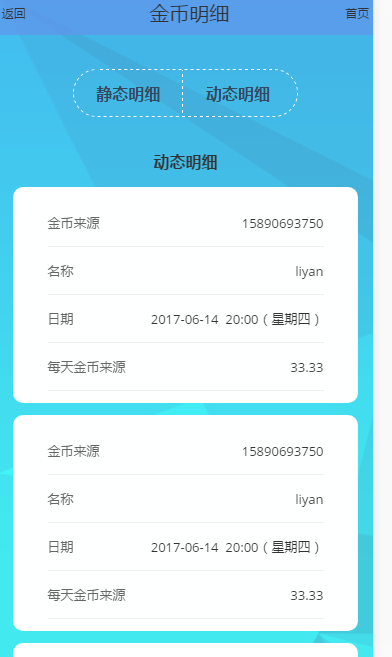 返回 金币明细 首页
静态明细 动态明细
动态明细
金币来源 15890693750
名称 liyan
日期 2017-06-14 20:00（星期四）
每天金币来源 33.33
金币来源 15890693750
名称 liyan
日期 2017-06-14 20:00（星期四）
每天金币来源 33.33